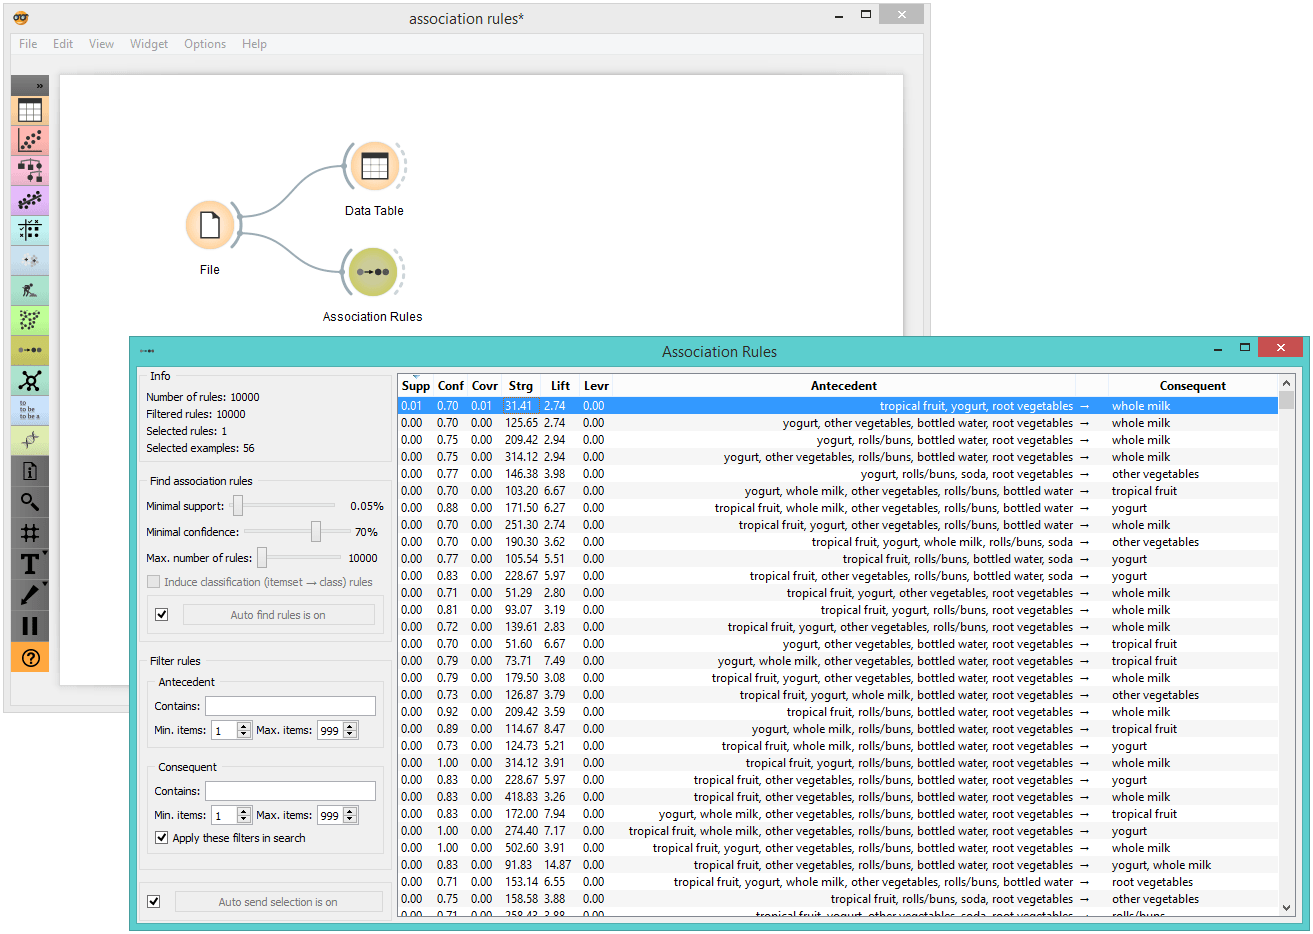 association rules*
File Edit View Widget Options Help
»
Data Table
File
Association Rules
to
to be
to be a
Association Rules
Info
Number of rules: 10000
Filtered rules: 10000
Selected rules: 1
Selected examples: 56
Find association rules
Minimal support: 0.05%
Minimal confidence: 70%
Max. number of rules: 10000
Induce classification (itemset → class) rules
Auto find rules is on
Filter rules
Antecedent
Contains:
Min. items: 1 Max. items: 999
Consequent
Contains:
Min. items: 1 Max. items: 999
Apply these filters in search
Auto send selection is on
Supp Conf Covr Strg Lift Levr Antecedent Consequent
0.01 0.70 0.01 31.41 2.74 0.00 tropical fruit, yogurt, root vegetables → whole milk
0.00 0.70 0.00 125.65 2.74 0.00 yogurt, other vegetables, bottled water, root vegetables → whole milk
0.00 0.75 0.00 209.42 2.94 0.00 yogurt, rolls/buns, root vegetables → whole milk
0.00 0.75 0.00 314.12 2.94 0.00 yogurt, other vegetables, rolls/buns, bottled water, root vegetables → whole milk
0.00 0.77 0.00 146.38 3.98 0.00 yogurt, rolls/buns, soda, root vegetables → other vegetables
0.00 0.70 0.00 103.20 6.67 0.00 yogurt, whole milk, other vegetables, rolls/buns, bottled water → tropical fruit
0.00 0.88 0.00 171.50 6.27 0.00 tropical fruit, whole milk, other vegetables, rolls/buns, bottled water → yogurt
0.00 0.70 0.00 251.30 2.74 0.00 tropical fruit, yogurt, other vegetables, rolls/buns, bottled water → whole milk
0.00 0.70 0.00 190.30 3.62 0.00 tropical fruit, yogurt, whole milk, rolls/buns, soda → other vegetables
0.00 0.77 0.00 105.54 5.51 0.00 tropical fruit, rolls/buns, bottled water, soda → yogurt
0.00 0.83 0.00 228.67 5.97 0.00 tropical fruit, other vegetables, rolls/buns, bottled water, soda → yogurt
0.00 0.71 0.00 51.29 2.80 0.00 tropical fruit, yogurt, other vegetables, root vegetables → whole milk
0.00 0.81 0.00 93.07 3.19 0.00 tropical fruit, yogurt, rolls/buns, root vegetables → whole milk
0.00 0.72 0.00 139.61 2.83 0.00 tropical fruit, yogurt, other vegetables, rolls/buns, root vegetables → whole milk
0.00 0.70 0.00 51.60 6.67 0.00 yogurt, other vegetables, bottled water, root vegetables → tropical fruit
0.00 0.79 0.00 73.71 7.49 0.00 yogurt, whole milk, other vegetables, bottled water, root vegetables → tropical fruit
0.00 0.79 0.00 179.50 3.08 0.00 tropical fruit, yogurt, other vegetables, bottled water, root vegetables → whole milk
0.00 0.73 0.00 126.87 3.79 0.00 tropical fruit, yogurt, whole milk, bottled water, root vegetables → other vegetables
0.00 0.92 0.00 209.42 3.59 0.00 tropical fruit, rolls/buns, bottled water, root vegetables → whole milk
0.00 0.89 0.00 114.67 8.47 0.00 yogurt, whole milk, rolls/buns, bottled water, root vegetables → tropical fruit
0.00 0.73 0.00 124.73 5.21 0.00 tropical fruit, whole milk, rolls/buns, bottled water, root vegetables → yogurt
0.00 1.00 0.00 314.12 3.91 0.00 tropical fruit, yogurt, rolls/buns, bottled water, root vegetables → whole milk
0.00 0.83 0.00 228.67 5.97 0.00 tropical fruit, other vegetables, rolls/buns, bottled water, root vegetables → yogurt
0.00 0.83 0.00 418.83 3.26 0.00 tropical fruit, other vegetables, rolls/buns, bottled water, root vegetables → whole milk
0.00 0.83 0.00 172.00 7.94 0.00 yogurt, whole milk, other vegetables, rolls/buns, bottled water, root vegetables → tropical fruit
0.00 1.00 0.00 274.40 7.17 0.00 tropical fruit, whole milk, other vegetables, rolls/buns, bottled water, root vegetables → yogurt
0.00 1.00 0.00 502.60 3.91 0.00 tropical fruit, yogurt, other vegetables, rolls/buns, bottled water, root vegetables → whole milk
0.00 0.83 0.00 91.83 14.87 0.00 tropical fruit, other vegetables, rolls/buns, bottled water, root vegetables → yogurt, whole milk
0.00 0.71 0.00 153.14 6.55 0.00 tropical fruit, yogurt, whole milk, other vegetables, rolls/buns, bottled water → root vegetables
0.00 0.75 0.00 158.58 3.88 0.00 tropical fruit, rolls/buns, soda, root vegetables → other vegetables
0.00 0.71 0.00 258.43 3.88 0.00 tropical fruit, yogurt, other vegetables, soda, root vegetables → rolls/buns